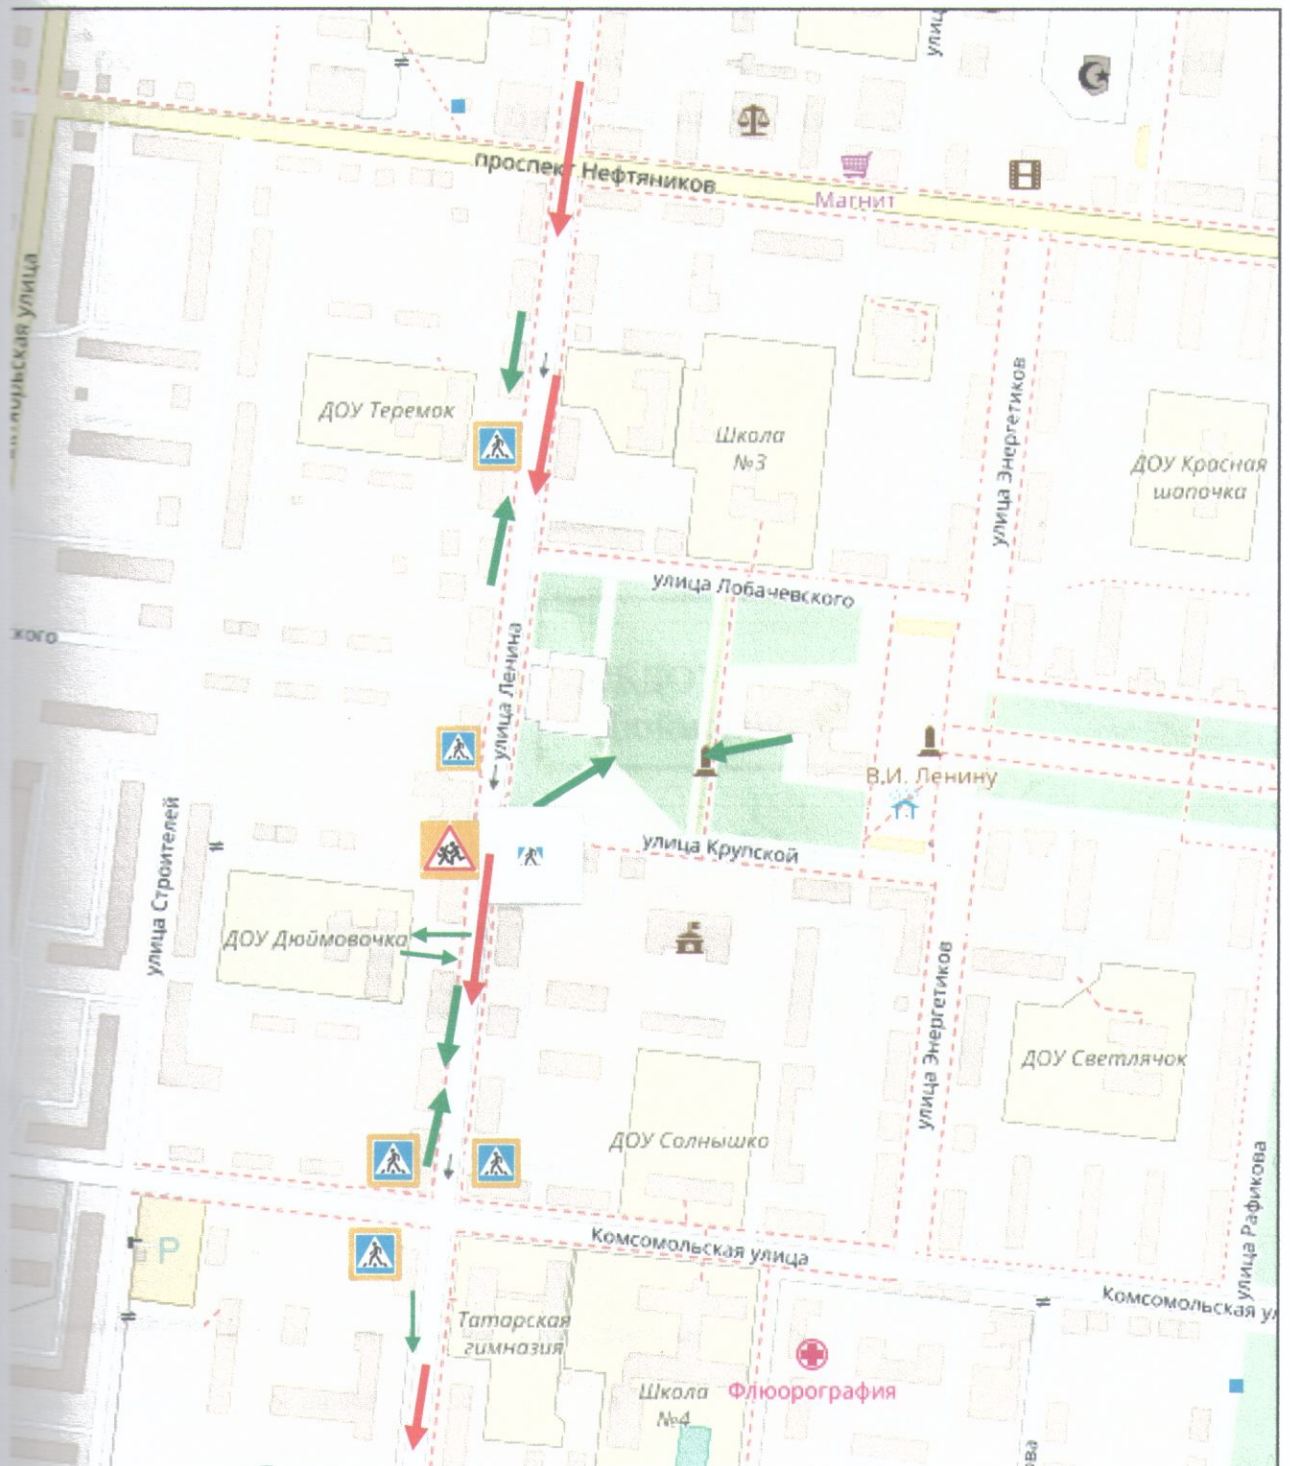 проспект Нефтяников
Магнит
ДОУ Теремок
Школа
№3
улица Энергетиков
ДОУ Красная
шапочка
улица Лобачевского
улица Ленина
В.И. Ленину
улица Крупской
улица Строителей
ДОУ Дюймовочка
улица Энергетиков
ДОУ Светлячок
ДОУ Солнышко
улица Рафикова
P
Комсомольская улица
Комсомольская ул
Татарская
гимназия
Школа
№4
Флюорография